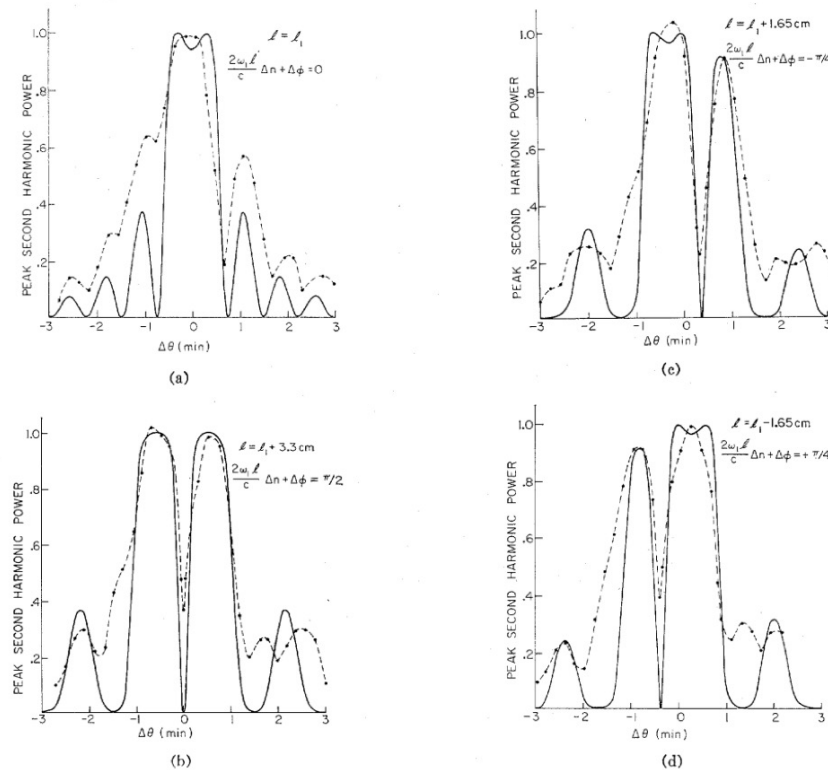 1.0
.8
.6
.4
.2
PEAK SECOND HARMONIC POWER
ℓ = ℓ₁
2ω₁ℓ/c Δn+Δϕ=0
-3 -2 -1 0 1 2 3
Δθ (min)
(a)
1.0
.8
.6
.4
.2
PEAK SECOND HARMONIC POWER
ℓ = ℓ₁ + 3.3 cm
2ω₁ℓ/c Δn+Δϕ = π/2
-3 -2 -1 0 1 2 3
Δθ (min)
(b)
1.0
.8
.6
.4
.2
PEAK SECOND HARMONIC POWER
ℓ = ℓ₁ + 1.65 cm
2ω₁ℓ/c Δn+Δϕ = -π/4
-3 -2 -1 0 1 2 3
Δθ (min)
(c)
1.0
.8
.6
.4
.2
PEAK SECOND HARMONIC POWER
ℓ = ℓ₁ - 1.65 cm
2ω₁ℓ/c Δn+Δϕ = + π/4
-3 -2 -1 0 1 2 3
Δθ (min)
(d)